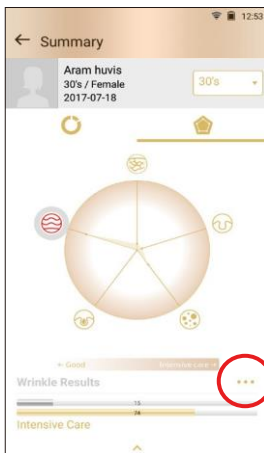 12:53
← Summary
Aram huvis
30's / Female
2017-07-18
30's
← Good Intensive Care →
Wrinkle Results
15
74
Intensive Care